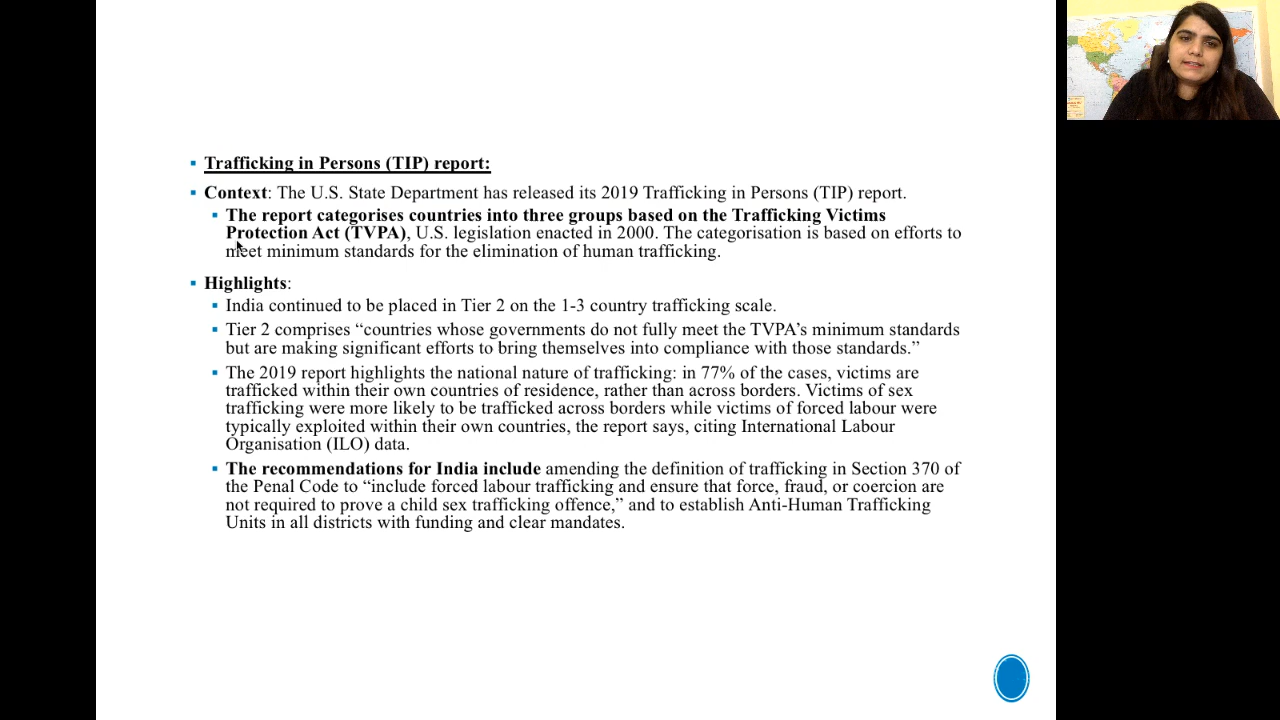 Trafficking in Persons (TIP) report:
Context: The U.S. State Department has released its 2019 Trafficking in Persons (TIP) report.
The report categorises countries into three groups based on the Trafficking Victims
Protection Act (TVPA), U.S. legislation enacted in 2000. The categorisation is based on efforts to
meet minimum standards for the elimination of human trafficking.
Highlights:
India continued to be placed in Tier 2 on the 1-3 country trafficking scale.
Tier 2 comprises “countries whose governments do not fully meet the TVPA’s minimum standards
but are making significant efforts to bring themselves into compliance with those standards.”
The 2019 report highlights the national nature of trafficking: in 77% of the cases, victims are
trafficked within their own countries of residence, rather than across borders. Victims of sex
trafficking were more likely to be trafficked across borders while victims of forced labour were
typically exploited within their own countries, the report says, citing International Labour
Organisation (ILO) data.
The recommendations for India include amending the definition of trafficking in Section 370 of
the Penal Code to “include forced labour trafficking and ensure that force, fraud, or coercion are
not required to prove a child sex trafficking offence,” and to establish Anti-Human Trafficking
Units in all districts with funding and clear mandates.